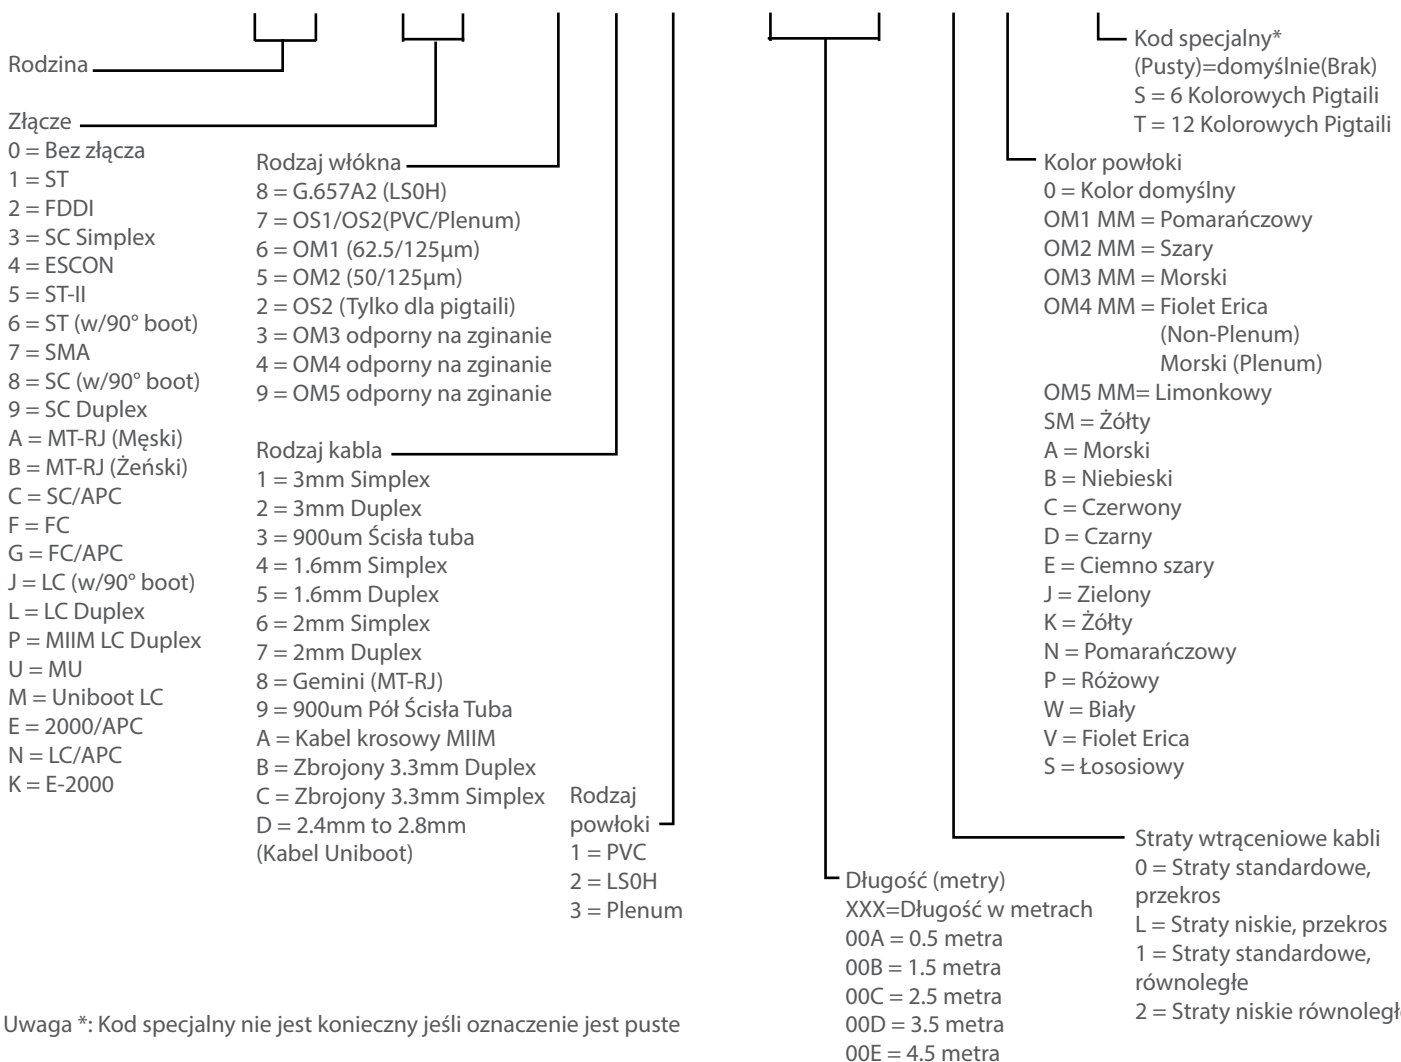 Rodzina
Złącze
0 = Bez złącza
1 = ST
2 = FDDI
3 = SC Simplex
4 = ESCON
5 = ST-II
6 = ST (w/90° boot)
7 = SMA
8 = SC (w/90° boot)
9 = SC Duplex
A = MT-RJ (Męski)
B = MT-RJ (Żeński)
C = SC/APC
F = FC
G = FC/APC
J = LC (w/90° boot)
L = LC Duplex
P = MIIM LC Duplex
U = MU
M = Uniboot LC
E = 2000/APC
N = LC/APC
K = E-2000
Rodzaj włókna
8 = G.657A2 (LS0H)
7 = OS1/OS2(PVC/Plenum)
6 = OM1 (62.5/125µm)
5 = OM2 (50/125µm)
2 = OS2 (Tylko dla pigtaili)
3 = OM3 odporny na zginanie
4 = OM4 odporny na zginanie
9 = OM5 odporny na zginanie
Rodzaj kabla
1 = 3mm Simplex
2 = 3mm Duplex
3 = 900um Ścisła tuba
4 = 1.6mm Simplex
5 = 1.6mm Duplex
6 = 2mm Simplex
7 = 2mm Duplex
8 = Gemini (MT-RJ)
9 = 900um Pół Ścisła Tuba
A = Kabel krosowy MIIM
B = Zbrojony 3.3mm Duplex
C = Zbrojony 3.3mm Simplex
D = 2.4mm to 2.8mm
(Kabel Uniboot)
Rodzaj
powłoki
1 = PVC
2 = LS0H
3 = Plenum
Długość (metry)
XXX=Długość w metrach
00A = 0.5 metra
00B = 1.5 metra
00C = 2.5 metra
00D = 3.5 metra
00E = 4.5 metra
Straty wtrąceniowe kabli
0 = Straty standardowe,
przekros
L = Straty niskie, przekros
1 = Straty standardowe,
równoległe
2 = Straty niskie
Kolor powłoki
0 = Kolor domyślny
OM1 MM = Pomarańczowy
OM2 MM = Szary
OM3 MM = Morski
OM4 MM = Fiolet Erica
(Non-Plenum)
Morski (Plenum)
OM5 MM= Limonkowy
SM = Żółty
A = Morski
B = Niebieski
C = Czerwony
D = Czarny
E = Ciemno szary
J = Zielony
K = Żółty
N = Pomarańczowy
P = Różowy
W = Biały
V = Fiolet Erica
S = Łososiowy
Kod specjalny*
(Pusty)=domyślnie(Brak)
S = 6 Kolorowych Pigtaili
T = 12 Kolorowych Pigtaili
Uwaga *: Kod specjalny nie jest konieczny jeśli oznaczenie jest puste